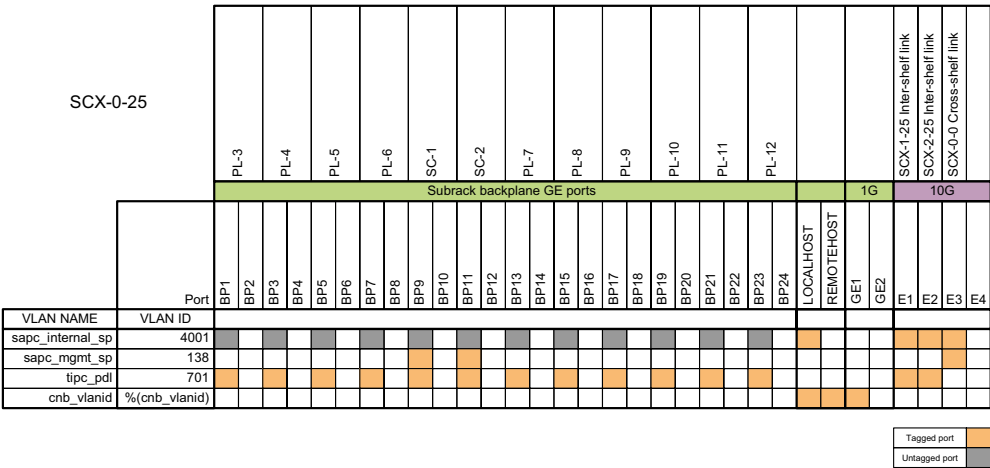 SCX-0-25
PL-3
PL-4
PL-5
PL-6
SC-1
SC-2
PL-7
PL-8
PL-9
PL-10
PL-11
PL-12
SCX-1-25 Inter-shelf link
SCX-2-25 Inter-shelf link
SCX-0-0 Cross-shelf link
Subrack backplane GE ports
1G
10G
Port
BP1
BP2
BP3
BP4
BP5
BP6
BP7
BP8
BP9
BP10
BP11
BP12
BP13
BP14
BP15
BP16
BP17
BP18
BP19
BP20
BP21
BP22
BP23
BP24
LOCALHOST
REMOTEHOST
GE1
GE2
E1
E2
E3
E4
VLAN NAME VLAN ID
sapc_internal_sp 4001
sapc_mgmt_sp 138
tipc_pdl 701
cnb_vlanid %(cnb_vlanid)
Tagged port
Untagged port